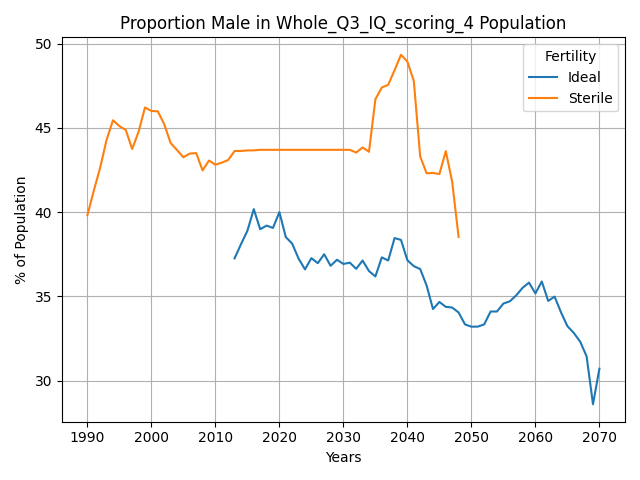 Proportion Male in Whole_Q3_IQ_scoring_4 Population
Fertility
Ideal
Sterile
% of Population
50
45
40
35
30
1990 2000 2010 2020 2030 2040 2050 2060 2070
Years